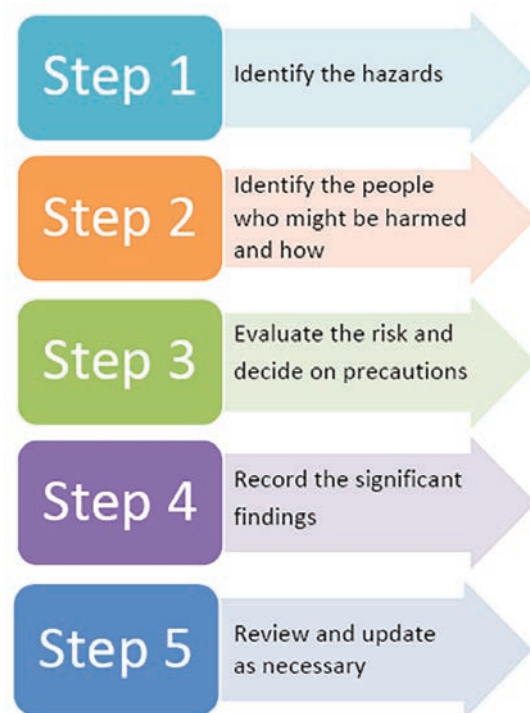 Step 1
Identify the hazards
Step 2
Identify the people
who might be harmed
and how
Step 3
Evaluate the risk and
decide on precautions
Step 4
Record the significant
findings
Step 5
Review and update
as necessary